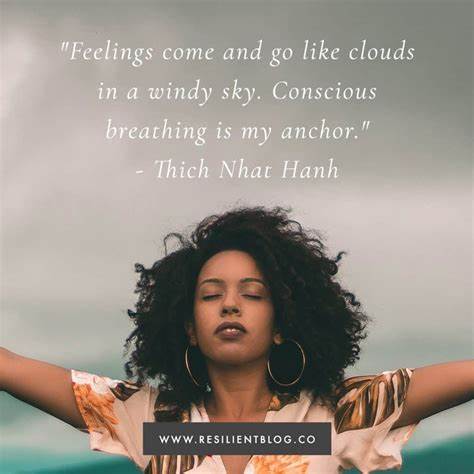 "Feelings come and go like clouds
in a windy sky. Conscious
breathing is my anchor."
- Thich Nhat Hanh
WWW.RESILIENTBLOG.CO